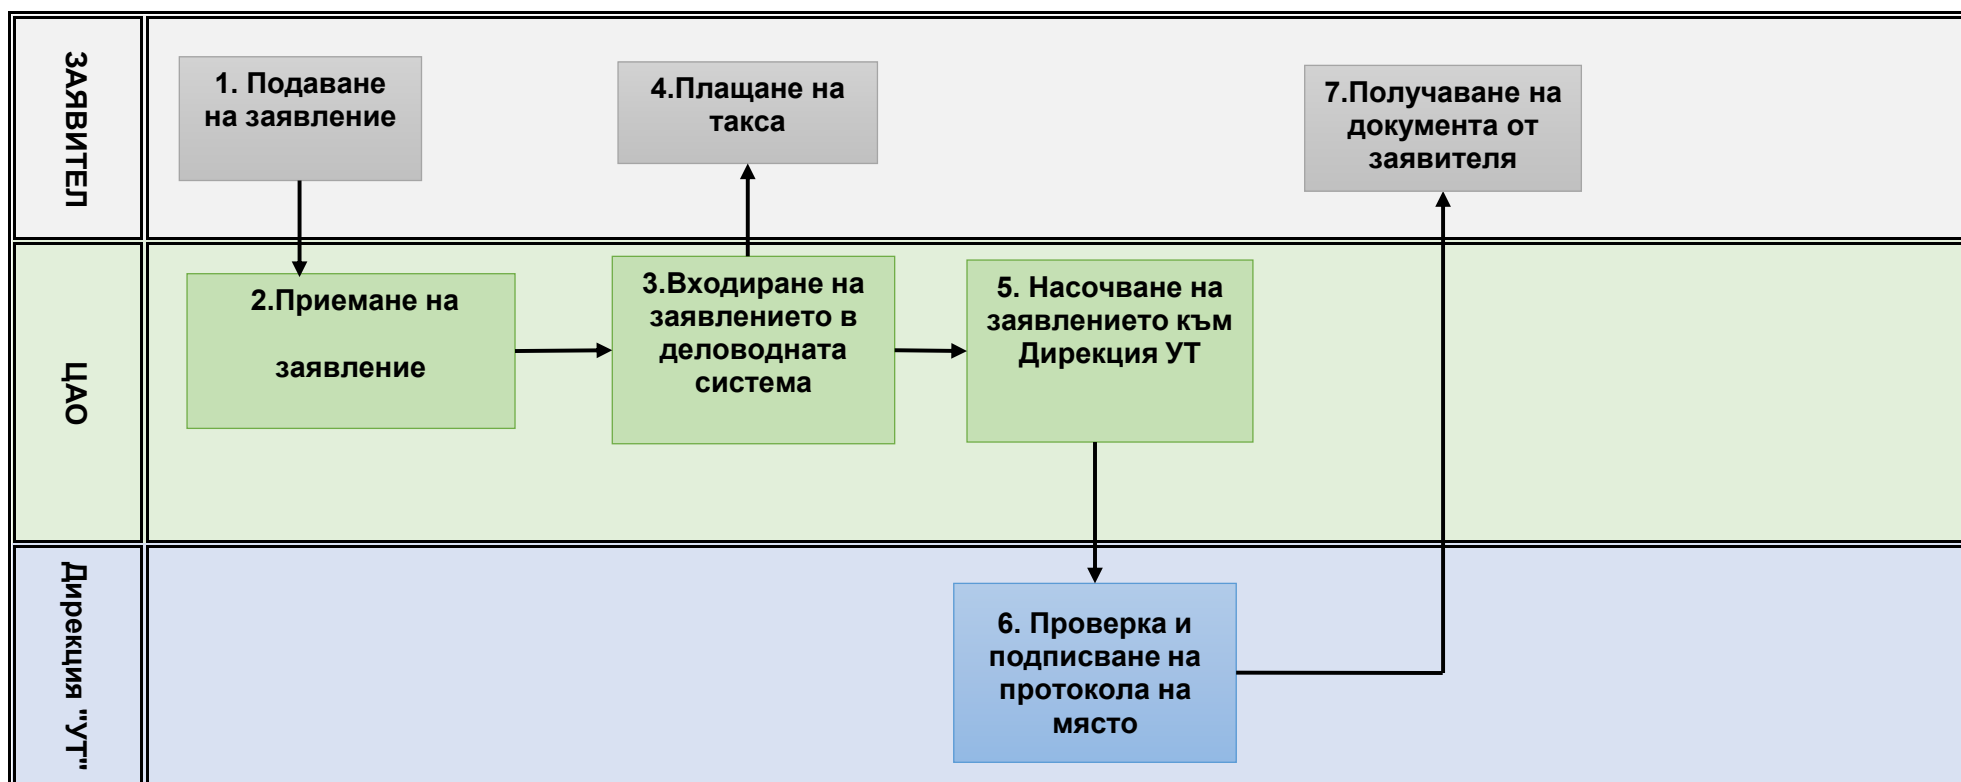 ЗАЯВИТЕЛ
1. Подаване
на заявление
4.Плащане на
такса
7.Получаване на
документа от
заявителя
ЦАО
2.Приемане на
заявление
3.Входиране на
заявлението в
деловодната
система
5. Насочване на
заявлението към
Дирекция УТ
Дирекция "УТ"
6. Проверка и
подписване на
протокола на
място